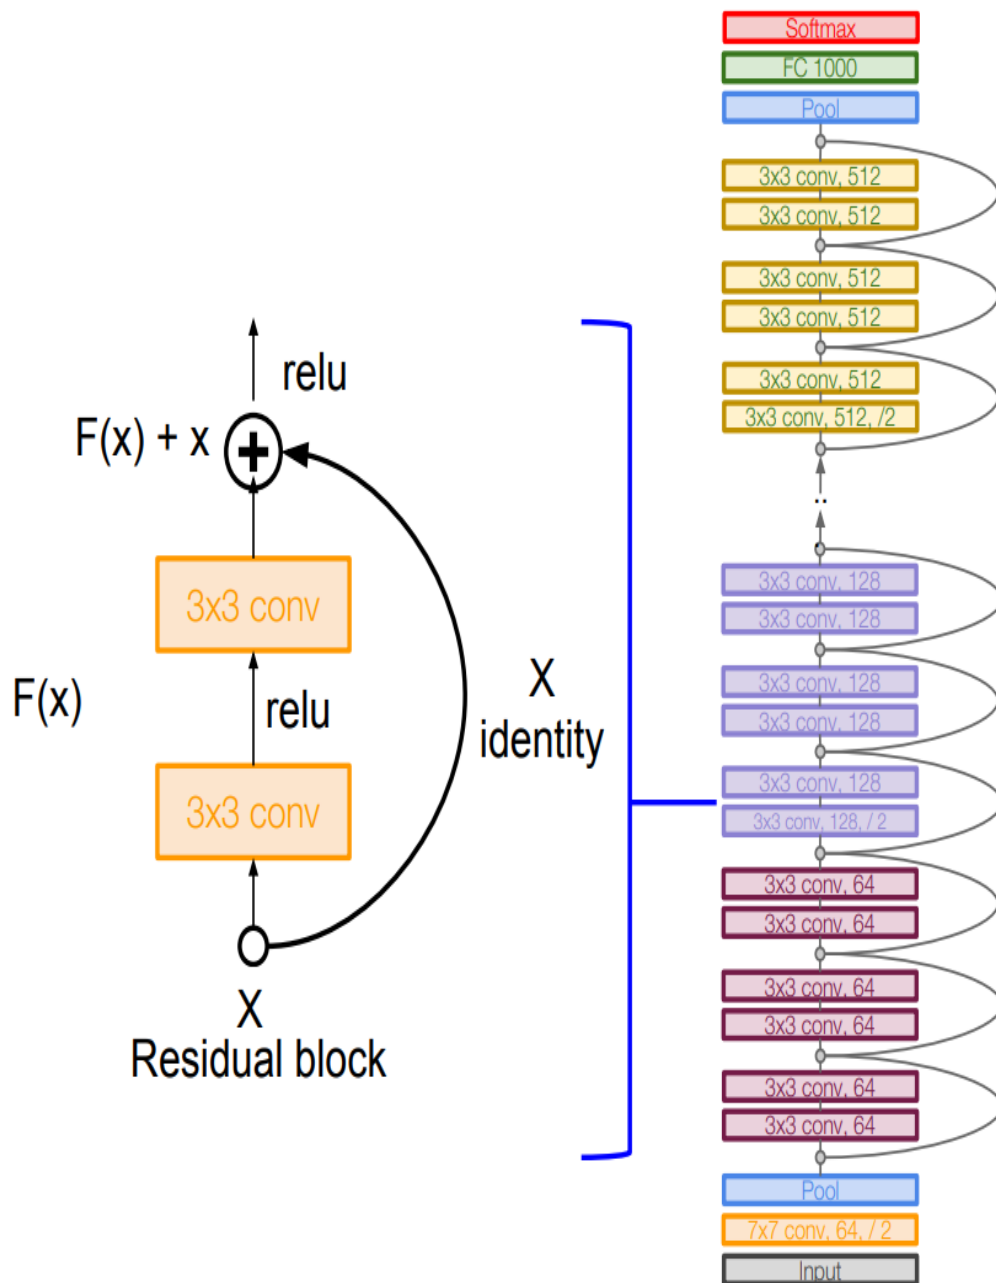 relu
F(x) + x
3x3 conv
F(x)
relu
X
identity
3x3 conv
X
Residual block
Softmax
FC 1000
Pool
3x3 conv, 512
3x3 conv, 512
3x3 conv, 512
3x3 conv, 512
3x3 conv, 512
3x3 conv, 512, /2
..
3x3 conv, 128
3x3 conv, 128
3x3 conv, 128
3x3 conv, 128
3x3 conv, 128
3x3 conv, 128, / 2
3x3 conv, 64
3x3 conv, 64
3x3 conv, 64
3x3 conv, 64
3x3 conv, 64
3x3 conv, 64
Pool
7x7 conv, 64, / 2
Input